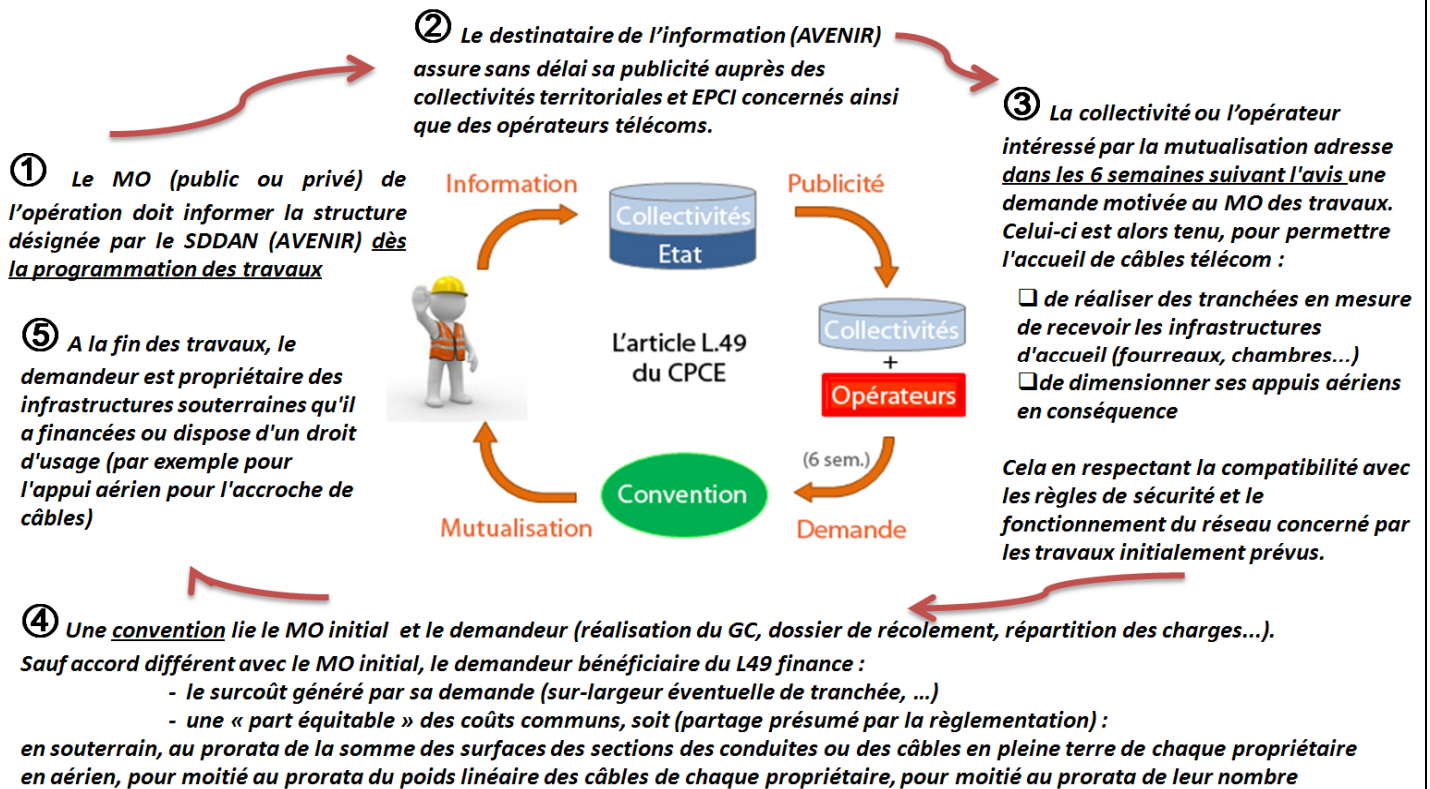 ① Le MO (public ou privé) de
l’opération doit informer la structure
désignée par le SDDAN (AVENIR) dès
la programmation des travaux
② Le destinataire de l’information (AVENIR)
assure sans délai sa publicité auprès des
collectivités territoriales et EPCI concernés ainsi
que des opérateurs télécoms.
③ La collectivité ou l’opérateur
intéressé par la mutualisation adresse
dans les 6 semaines suivant l'avis une
demande motivée au MO des travaux.
Celui-ci est alors tenu, pour permettre
l'accueil de câbles télécom :
❑ de réaliser des tranchées en mesure
de recevoir les infrastructures
d'accueil (fourreaux, chambres...)
❑de dimensionner ses appuis aériens
en conséquence
Cela en respectant la compatibilité avec
les règles de sécurité et le
fonctionnement du réseau concerné par
les travaux initialement prévus.
Information
Collectivités
Etat
Publicité
Collectivités
+
Opérateurs
L’article L.49
du CPCE
(6 sem.)
Demande
Convention
Mutualisation
④ Une convention lie le MO initial et le demandeur (réalisation du GC, dossier de récolement, répartition des charges...).
Sauf accord différent avec le MO initial, le demandeur bénéficiaire du L49 finance :
- le surcoût généré par sa demande (sur-largeur éventuelle de tranchée, …)
- une « part équitable » des coûts communs, soit (partage présumé par la règlementation) :
en souterrain, au prorata de la somme des surfaces des sections des conduites ou des câbles en pleine terre de chaque propriétaire
en aérien, pour moitié au prorata du poids linéaire des câbles de chaque propriétaire, pour moitié au prorata de leur nombre
⑤ A la fin des travaux, le
demandeur est propriétaire des
infrastructures souterraines qu'il
a financées ou dispose d'un droit
d'usage (par exemple pour
l'appui aérien pour l'accroche de
câbles)